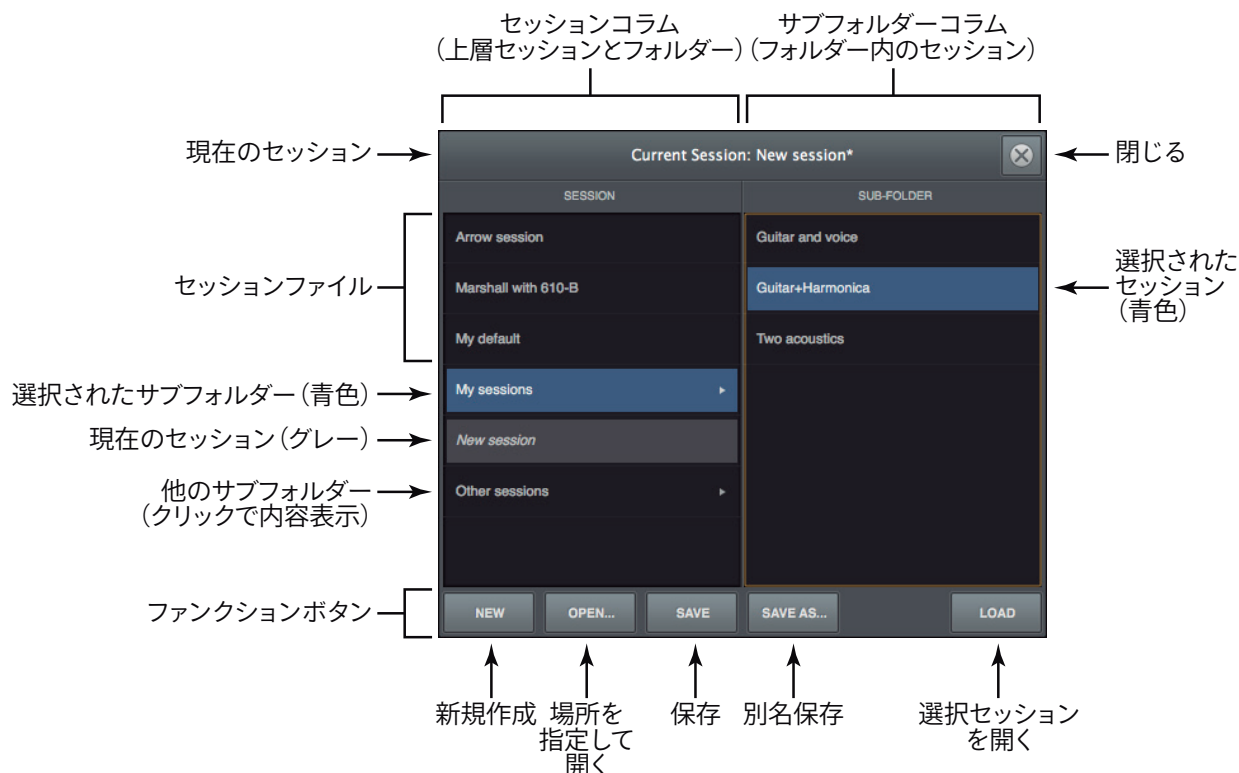 セッションコラム
(上層セッションとフォルダー)
サブフォルダーコラム
(フォルダー内のセッション)
現在のセッション
Current Session: New session*
閉じる
SESSION
SUB-FOLDER
セッションファイル
Arrow session
Marshall with 610-B
My default
Guitar and voice
Guitar+Harmonica
Two acoustics
選択された
セッション
(青色)
選択されたサブフォルダー(青色)
My sessions
現在のセッション(グレー)
New session
他のサブフォルダー
(クリックで内容表示)
Other sessions
ファンクションボタン
NEW
OPEN...
SAVE
SAVE AS...
LOAD
新規作成
場所を
指定して
開く
保存
別名保存
選択セッション
を開く